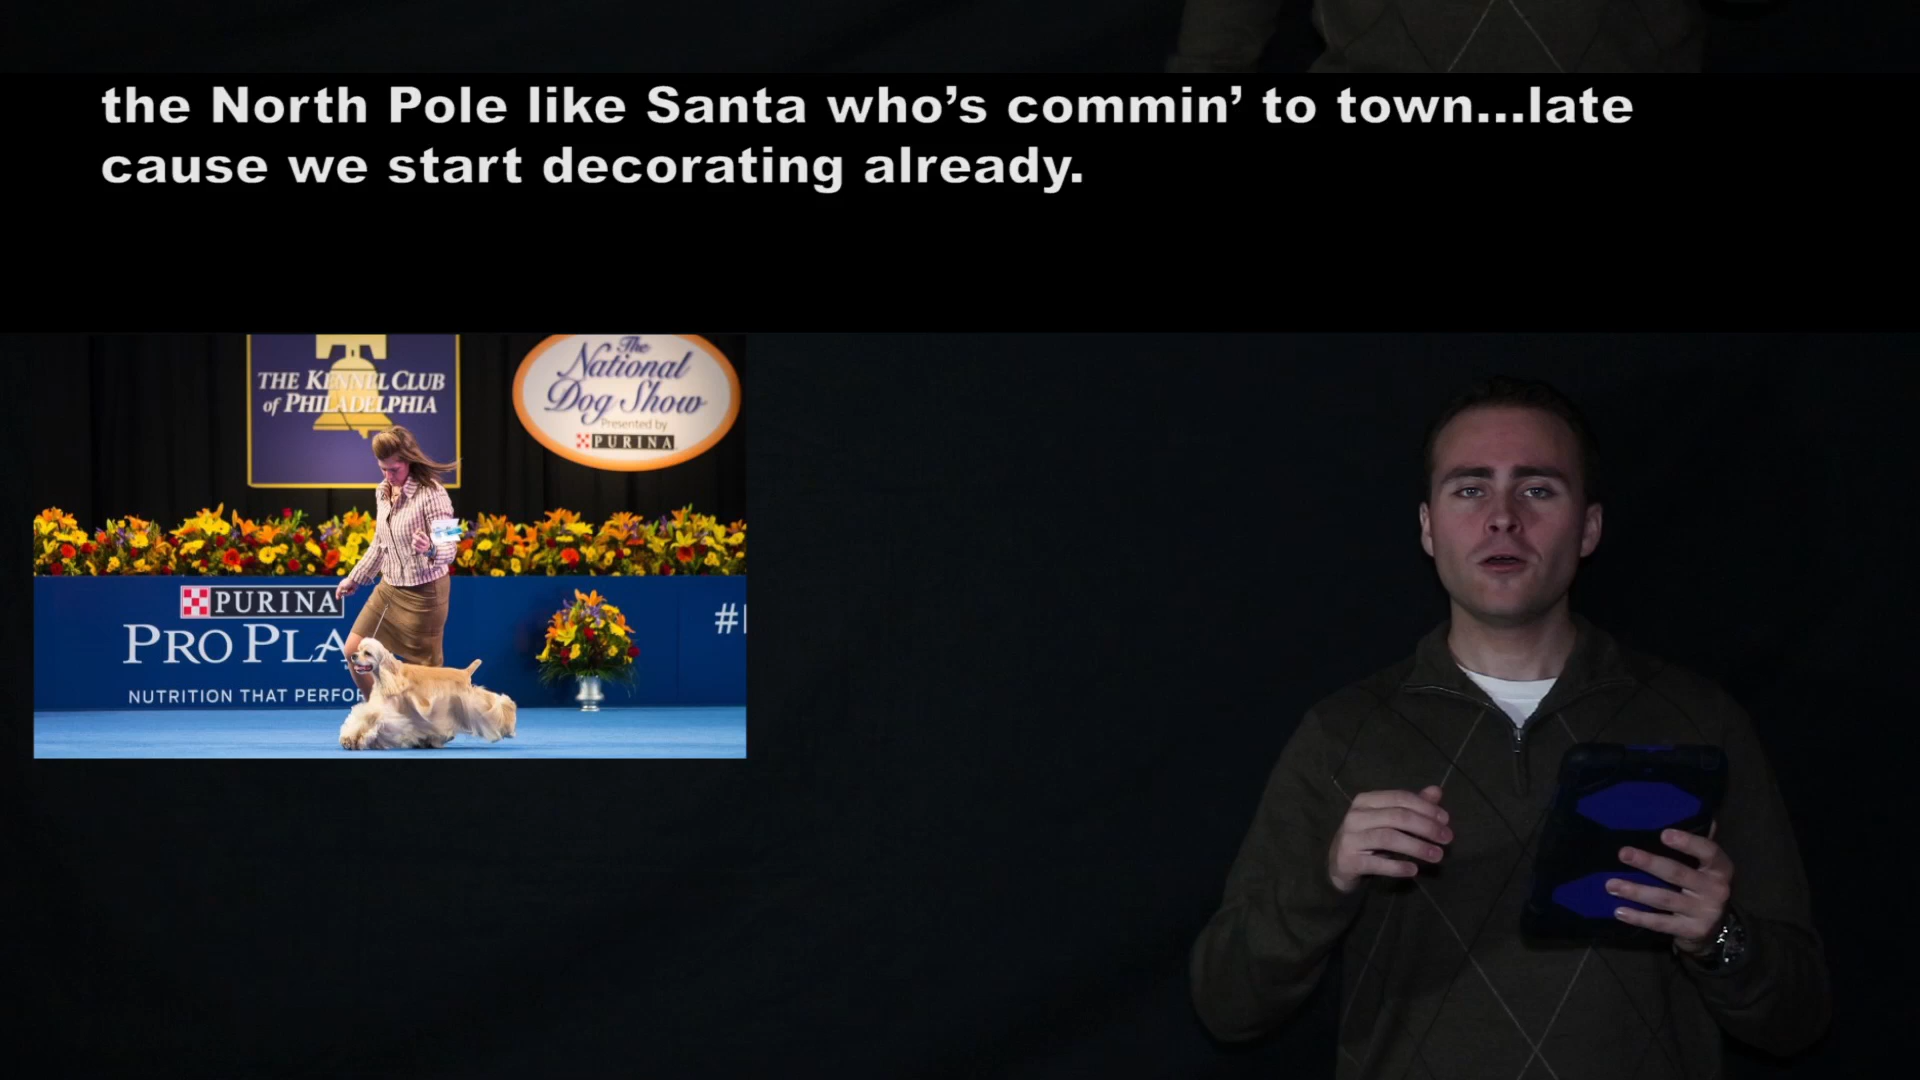 the North Pole like Santa who’s commin’ to town...late
cause we start decorating already.
THE KENNEL CLUB
of PHILADELPHIA
The
National
Dog Show
Presented by
PURINA
PURINA
PRO PLA
NUTRITION THAT PERFOR
#